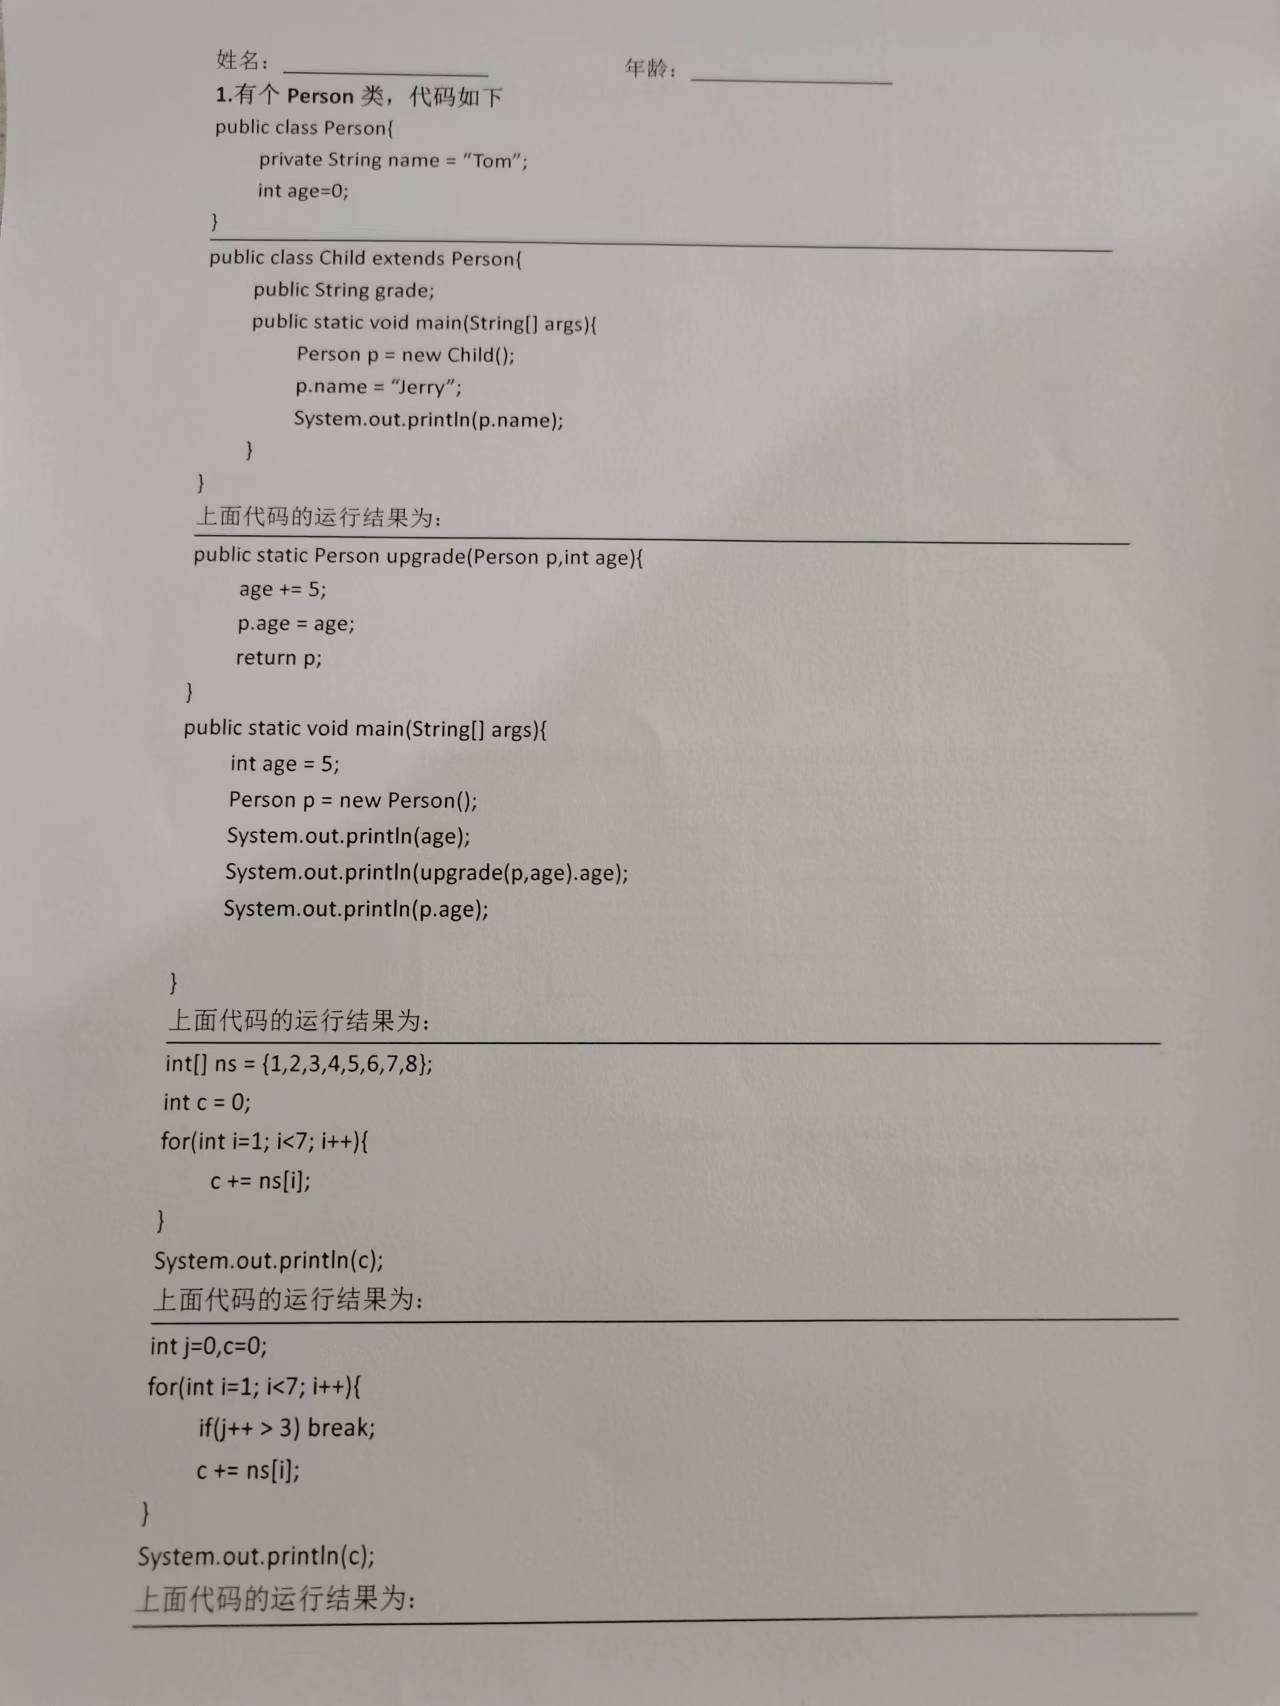 姓名：
年龄：
1.有个 Person 类，代码如下
public class Person{
private String name = “Tom”;
int age=0;
}
public class Child extends Person{
public String grade;
public static void main(String[] args){
Person p = new Child();
p.name = “Jerry”;
System.out.println(p.name);
}
}
上面代码的运行结果为：
public static Person upgrade(Person p,int age){
age += 5;
p.age = age;
return p;
}
public static void main(String[] args){
int age = 5;
Person p = new Person();
System.out.println(age);
System.out.println(upgrade(p,age).age);
System.out.println(p.age);
}
上面代码的运行结果为：
int[] ns = {1,2,3,4,5,6,7,8};
int c = 0;
for(int i=1; i<7; i++){
c += ns[i];
}
System.out.println(c);
上面代码的运行结果为：
int j=0,c=0;
for(int i=1; i<7; i++){
if(j++ > 3) break;
c += ns[i];
}
System.out.println(c);
上面代码的运行结果为：